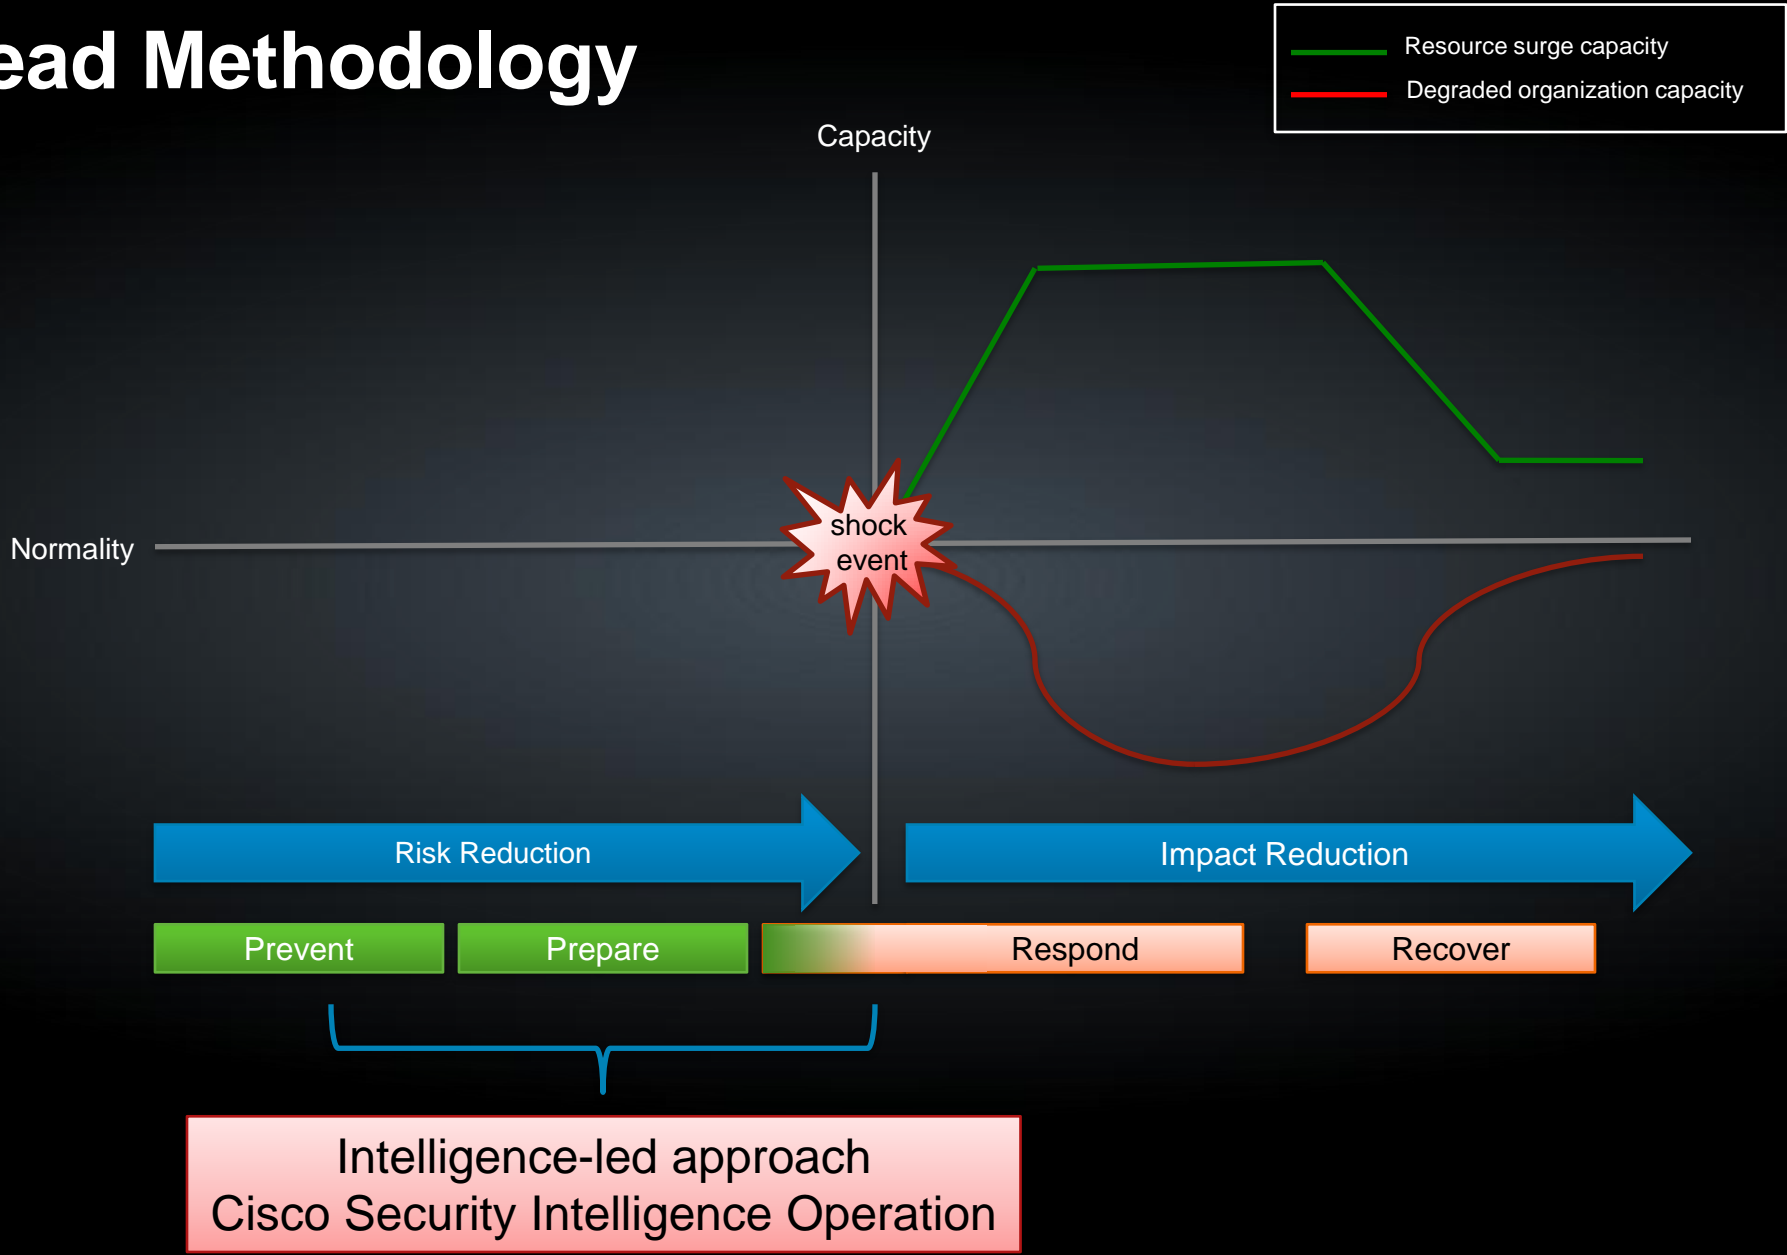 ead Methodology
Resource surge capacity
Degraded organization capacity
Capacity
shock
event
Normality
Risk Reduction
Impact Reduction
Prevent
Prepare
Respond
Recover
Intelligence-led approach
Cisco Security Intelligence Operation